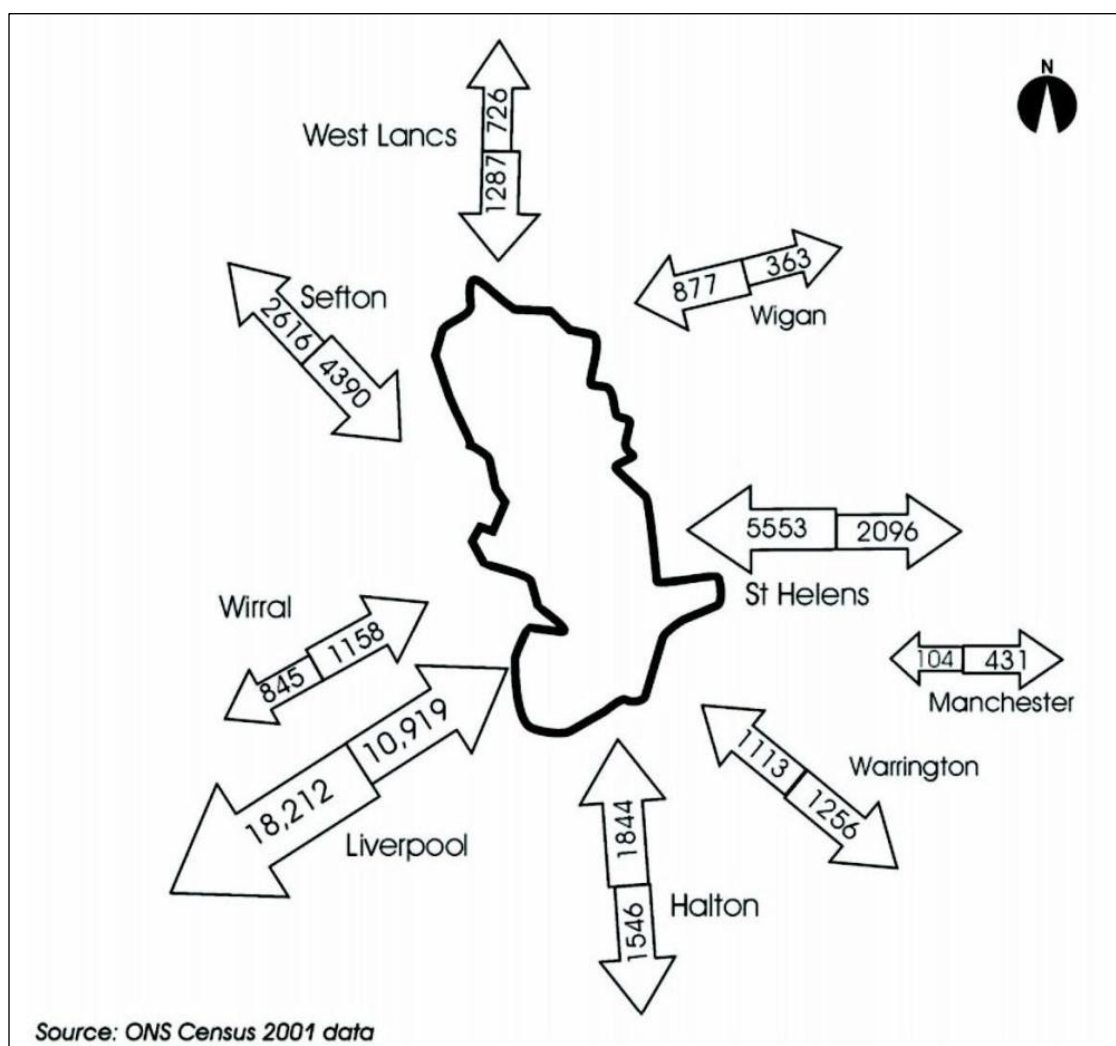 N
726
West Lancs
1287
363
877
Wigan
Sefton
2616
4390
5553
2096
St Helens
Wirral
1158
845
104
431
Manchester
10,919
18,212
Liverpool
1113
Warrington
1256
1844
Halton
1546
Source: ONS Census 2001 data